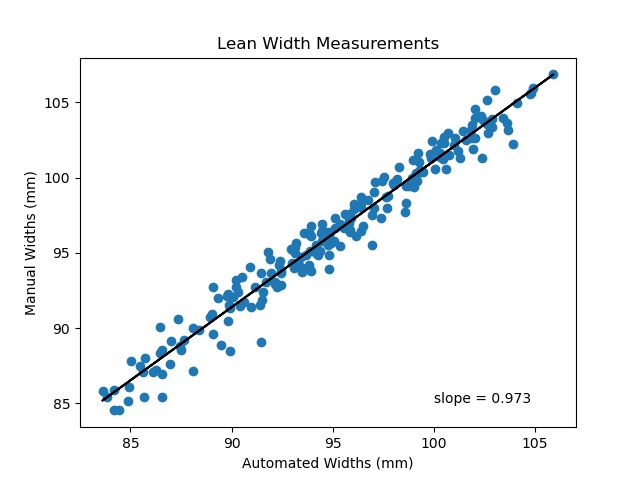 Lean Width Measurements
Manual Widths (mm)
105
100
95
90
85
slope = 0.973
85 90 95 100 105
Automated Widths (mm)